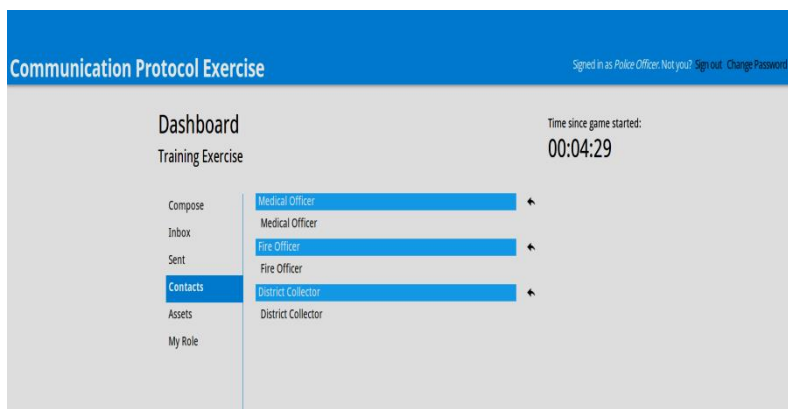 Communication Protocol Exercise
Signed in as Police Officer. Not you? Sign out Change Password
Dashboard
Training Exercise
Time since game started:
00:04:29
Compose
Inbox
Sent
Contacts
Assets
My Role
Medical Officer
Medical Officer
Fire Officer
Fire Officer
District Collector
District Collector